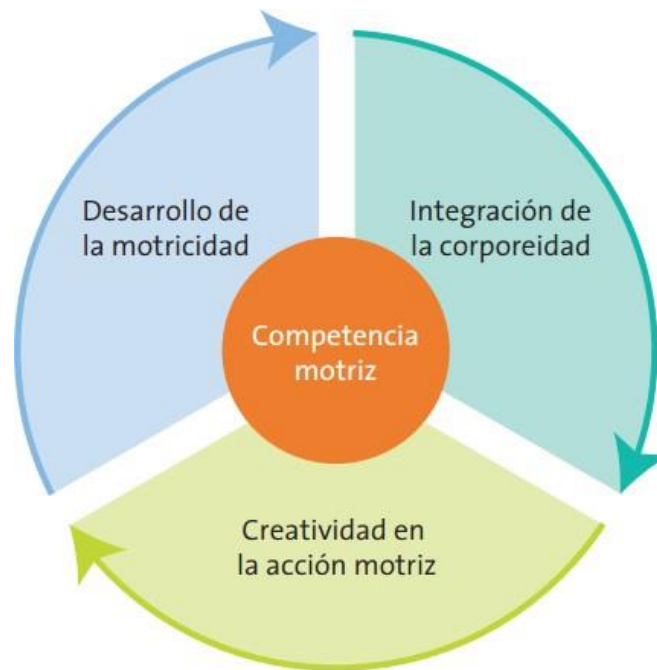 Desarrollo de
la motricidad
Integración de
la corporeidad
Competencia
motriz
Creatividad en
la acción motriz